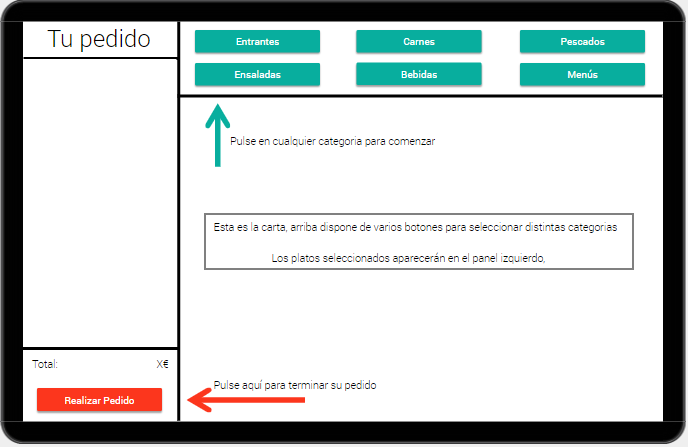 Tu pedido
Entrantes
Carnes
Pescados
Ensaladas
Bebidas
Menús
Pulse en cualquier categoria para comenzar
Esta es la carta, arriba dispone de varios botones para seleccionar distintas categorias
Los platos seleccionados aparecerán en el panel izquierdo,
Total:
X€
Pulse aquí para terminar su pedido
Realizar Pedido